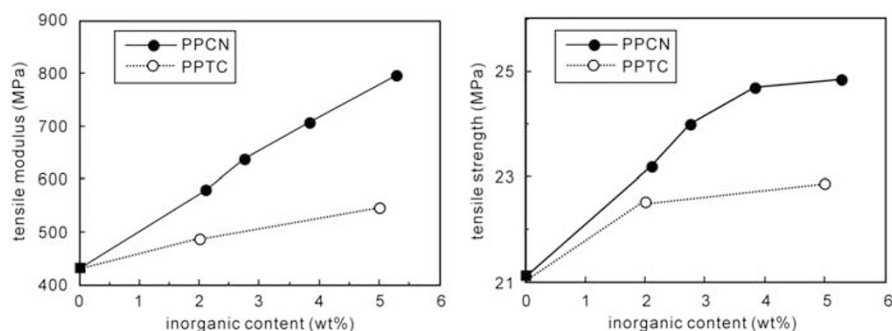 900
800
700
600
500
400
tensile modulus (MPa)
PPCN
PPTC
0 1 2 3 4 5 6
inorganic content (wt%)
25
23
21
tensile strength (MPa)
PPCN
PPTC
0 1 2 3 4 5 6
inorganic content (wt%)